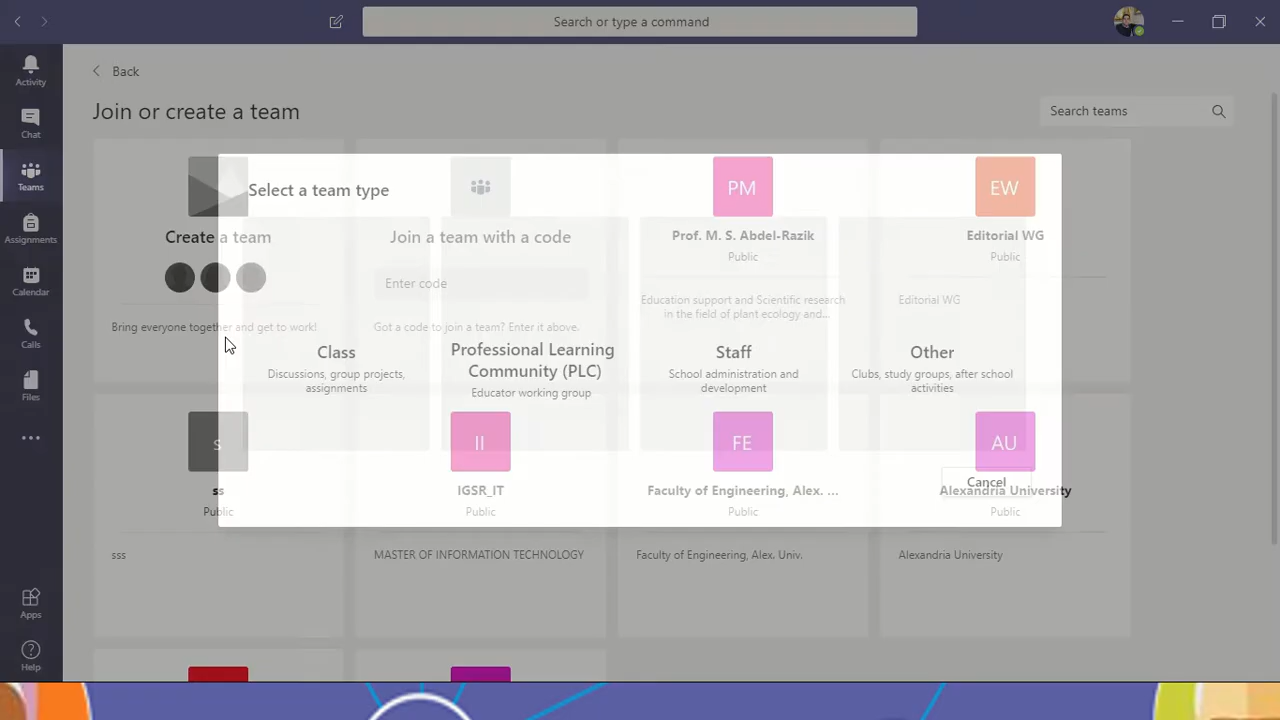 Search or type a command
Activity
Chat
Teams
Assignments
Calendar
Calls
Files
Apps
Help
Back
Join or create a team
Search teams
Select a team type
PM
EW
Create a team
Join a team with a code
Prof. M. S. Abdel-Razik
Public
Editorial WG
Public
Enter code
Education support and Scientific research
in the field of plant ecology and...
Editorial WG
Bring everyone together and get to work!
Got a code to join a team? Enter it above.
Class
Discussions, group projects,
assignments
Professional Learning
Community (PLC)
Educator working group
Staff
School administration and
development
Other
Clubs, study groups, after school
activities
s
II
FE
AU
Cancel
ss
Public
IGSR_IT
Public
Faculty of Engineering, Alex. ...
Public
Alexandria University
Public
sss
MASTER OF INFORMATION TECHNOLOGY
Faculty of Engineering, Alex. Univ.
Alexandria University